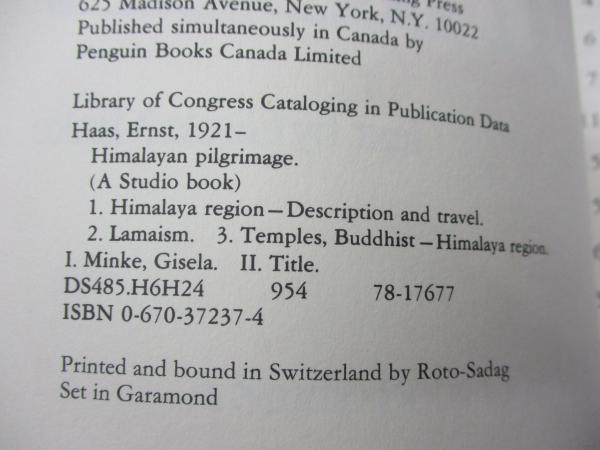 625 Madison Avenue, New York, N.Y. 10022
Press
Published simultaneously in Canada by
Penguin Books Canada Limited
Library of Congress Cataloging in Publication Data
Haas, Ernst, 1921–
Himalayan pilgrimage.
(A Studio book)
1. Himalaya region—Description and travel.
2. Lamaism. 3. Temples, Buddhist—Himalaya region.
I. Minke, Gisela. II. Title.
DS485.H6H24 954 78-17677
ISBN 0-670-37237-4
Printed and bound in Switzerland by Roto-Sadag
Set in Garamond